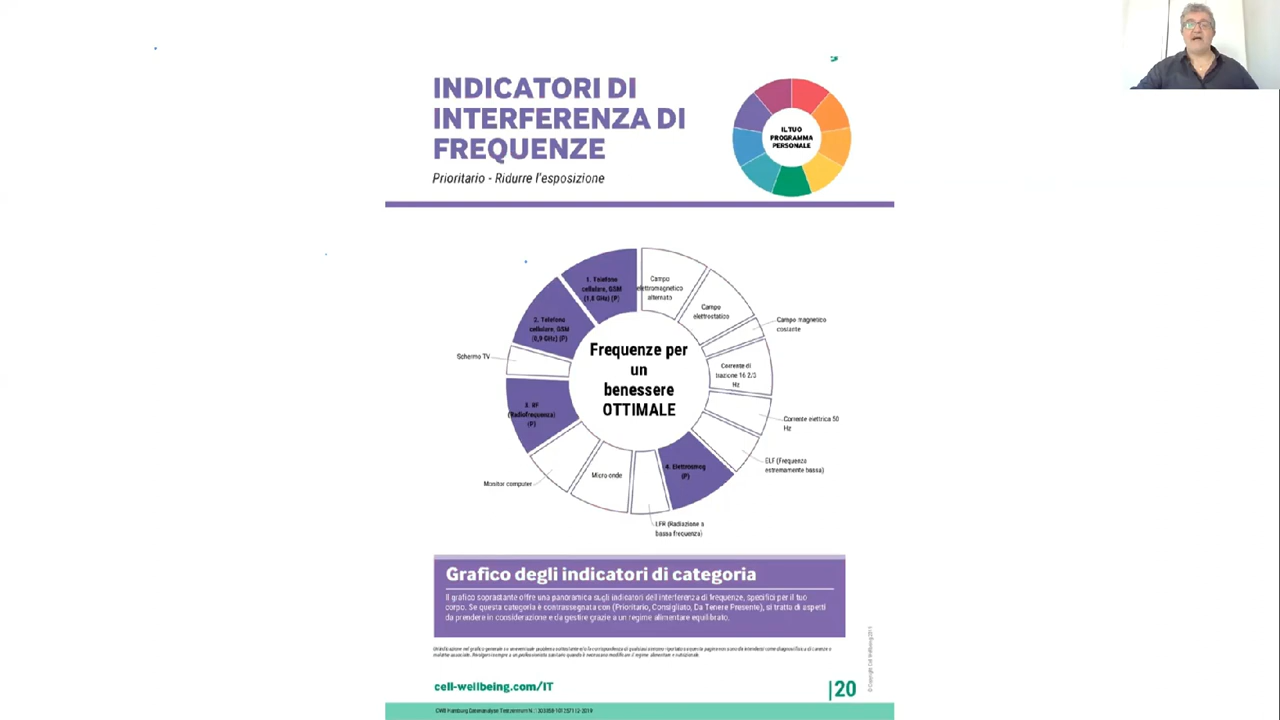 INDICATORI DI
INTERFERENZA DI
FREQUENZE
Prioritario - Ridurre l'esposizione
IL TUO
PROGRAMMA
PERSONALE
1. Telefono
cellulare, GSM
(1,8 GHz) (P)
Campo
elettromagnetico
alternato
Campo
elettrostatico
Campo magnetico
costante
2. Telefono
cellulare, GSM
(0,9 GHz) (P)
Schermo TV
Corrente di
trazione 16 2/3
Hz
Frequenze per
un
benessere
OTTIMALE
3. RF
(Radiofrequenza)
(P)
Corrente elettrica 50
Hz
ELF (Frequenza
estremamente bassa)
4. Elettrosmog
(P)
Micro onde
Monitor computer
LFR (Radiazione a
bassa frequenza)
Grafico degli indicatori di categoria
Il grafico soprastante offre una panoramica sugli indicatori dell'interferenza di frequenze, specifici per il tuo
corpo. Se questa categoria è contrassegnata con (Prioritario, Consigliato, Da Tenere Presente), si tratta di aspetti
da prendere in considerazione e da gestire grazie a un regime alimentare equilibrato.
cell-wellbeing.com/IT
|20
© Copyright Cell Wellbeing